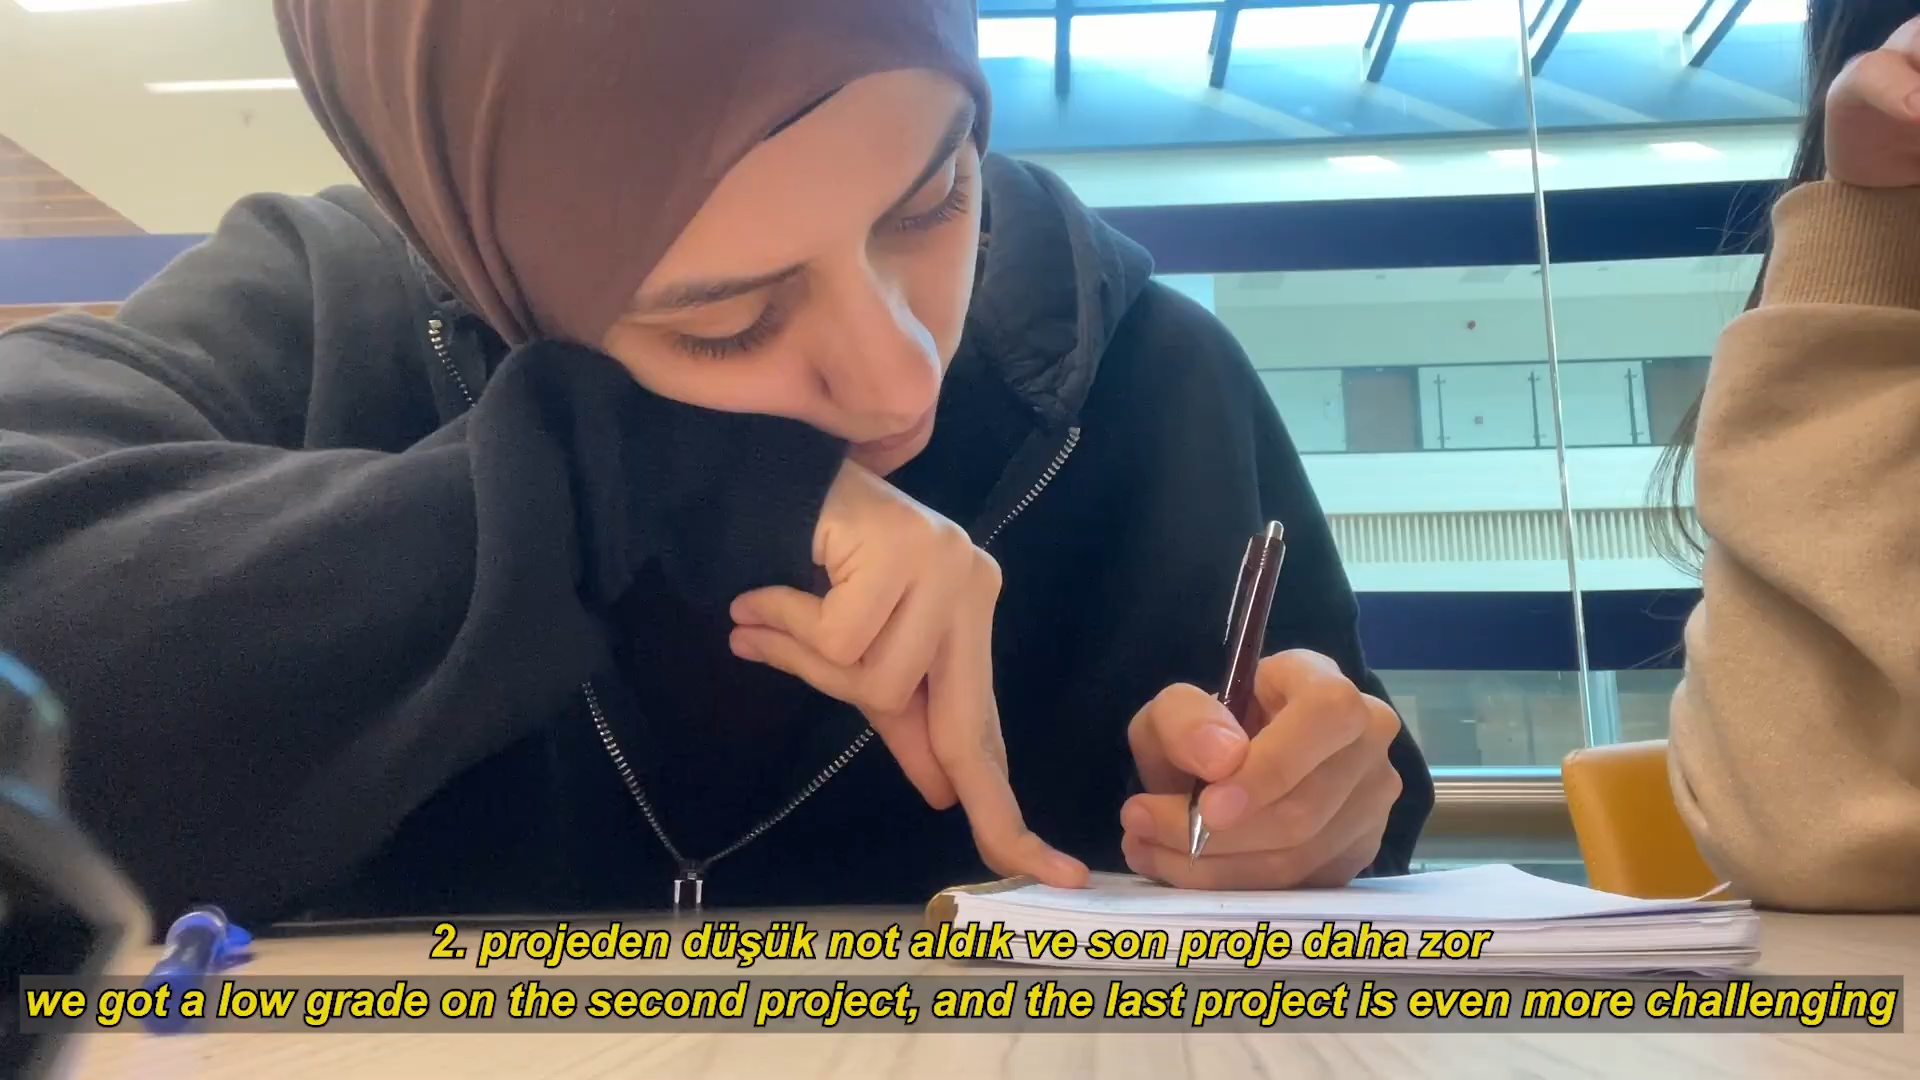 2. projeden düşük not aldık ve son proje daha zor
we got a low grade on the second project, and the last project is even more challenging